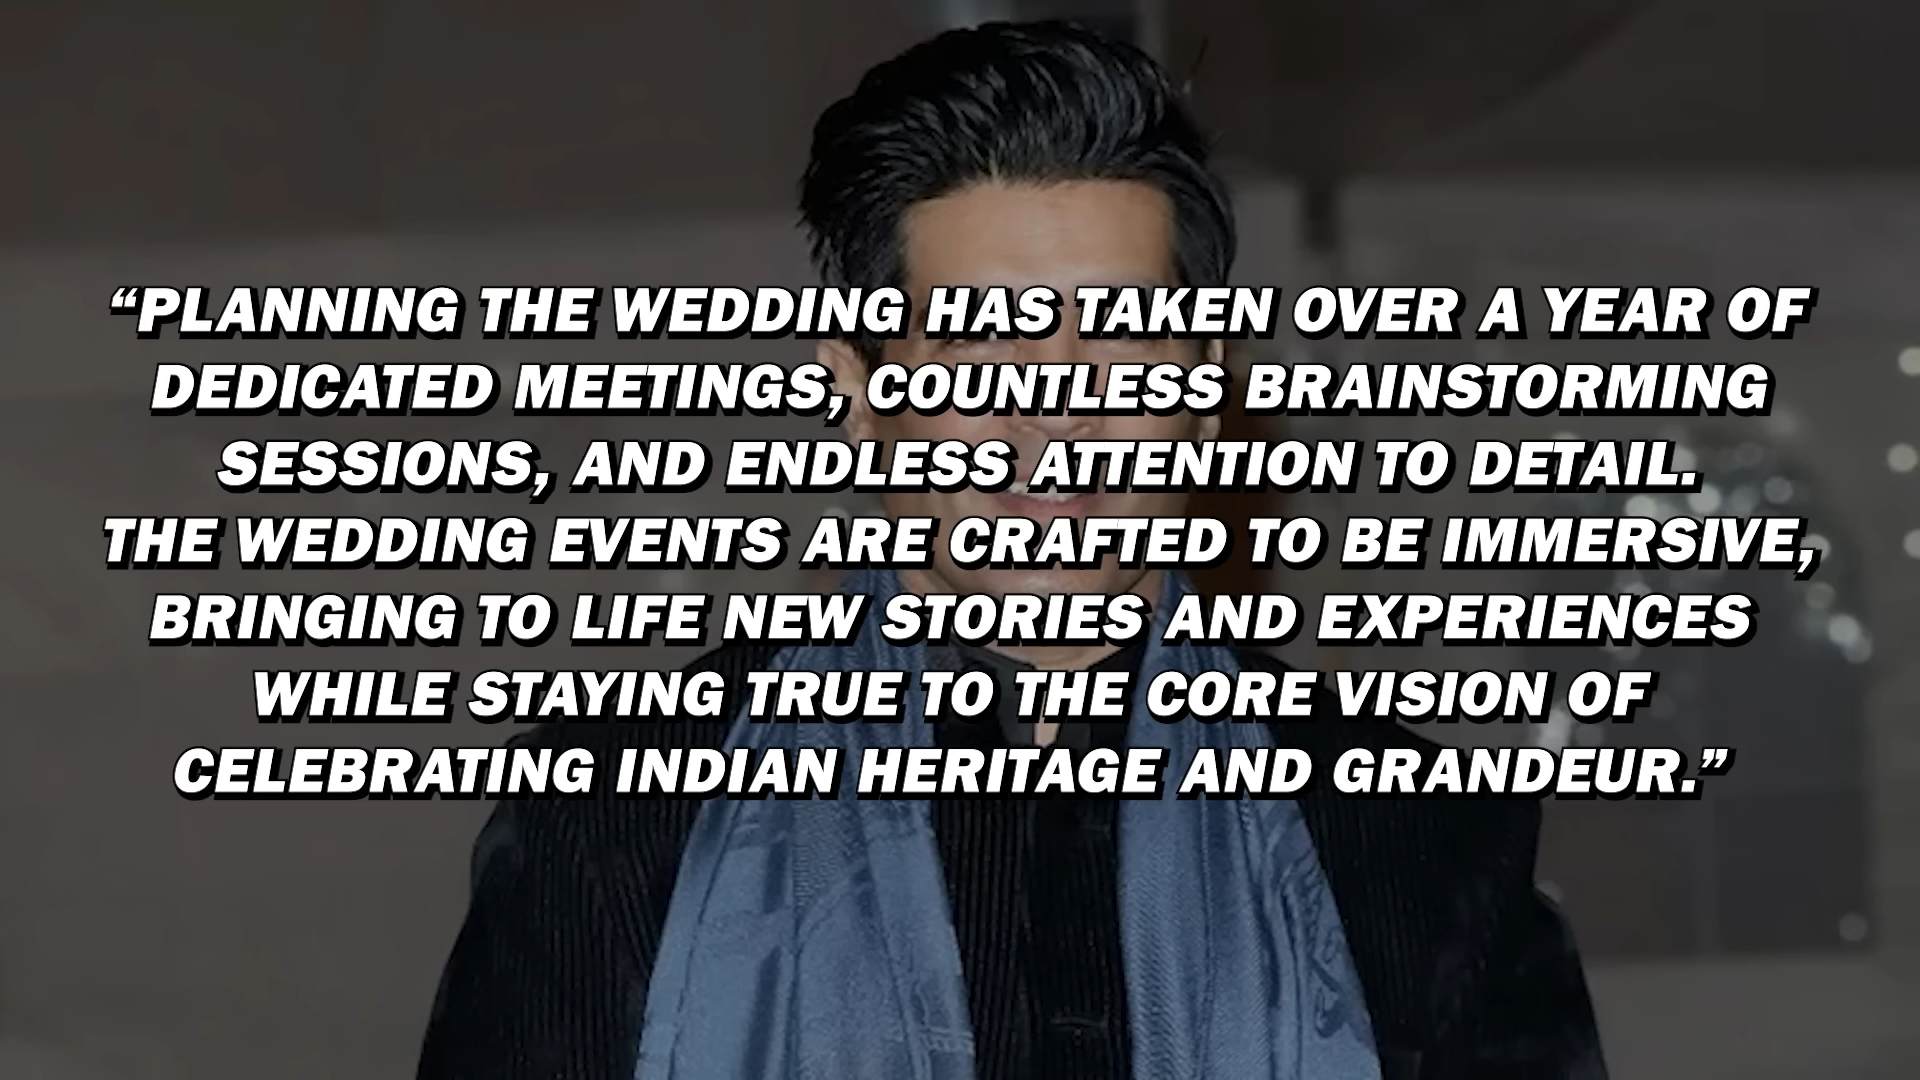 “PLANNING THE WEDDING HAS TAKEN OVER A YEAR OF
DEDICATED MEETINGS, COUNTLESS BRAINSTORMING
SESSIONS, AND ENDLESS ATTENTION TO DETAIL.
THE WEDDING EVENTS ARE CRAFTED TO BE IMMERSIVE,
BRINGING TO LIFE NEW STORIES AND EXPERIENCES
WHILE STAYING TRUE TO THE CORE VISION OF
CELEBRATING INDIAN HERITAGE AND GRANDEUR.”